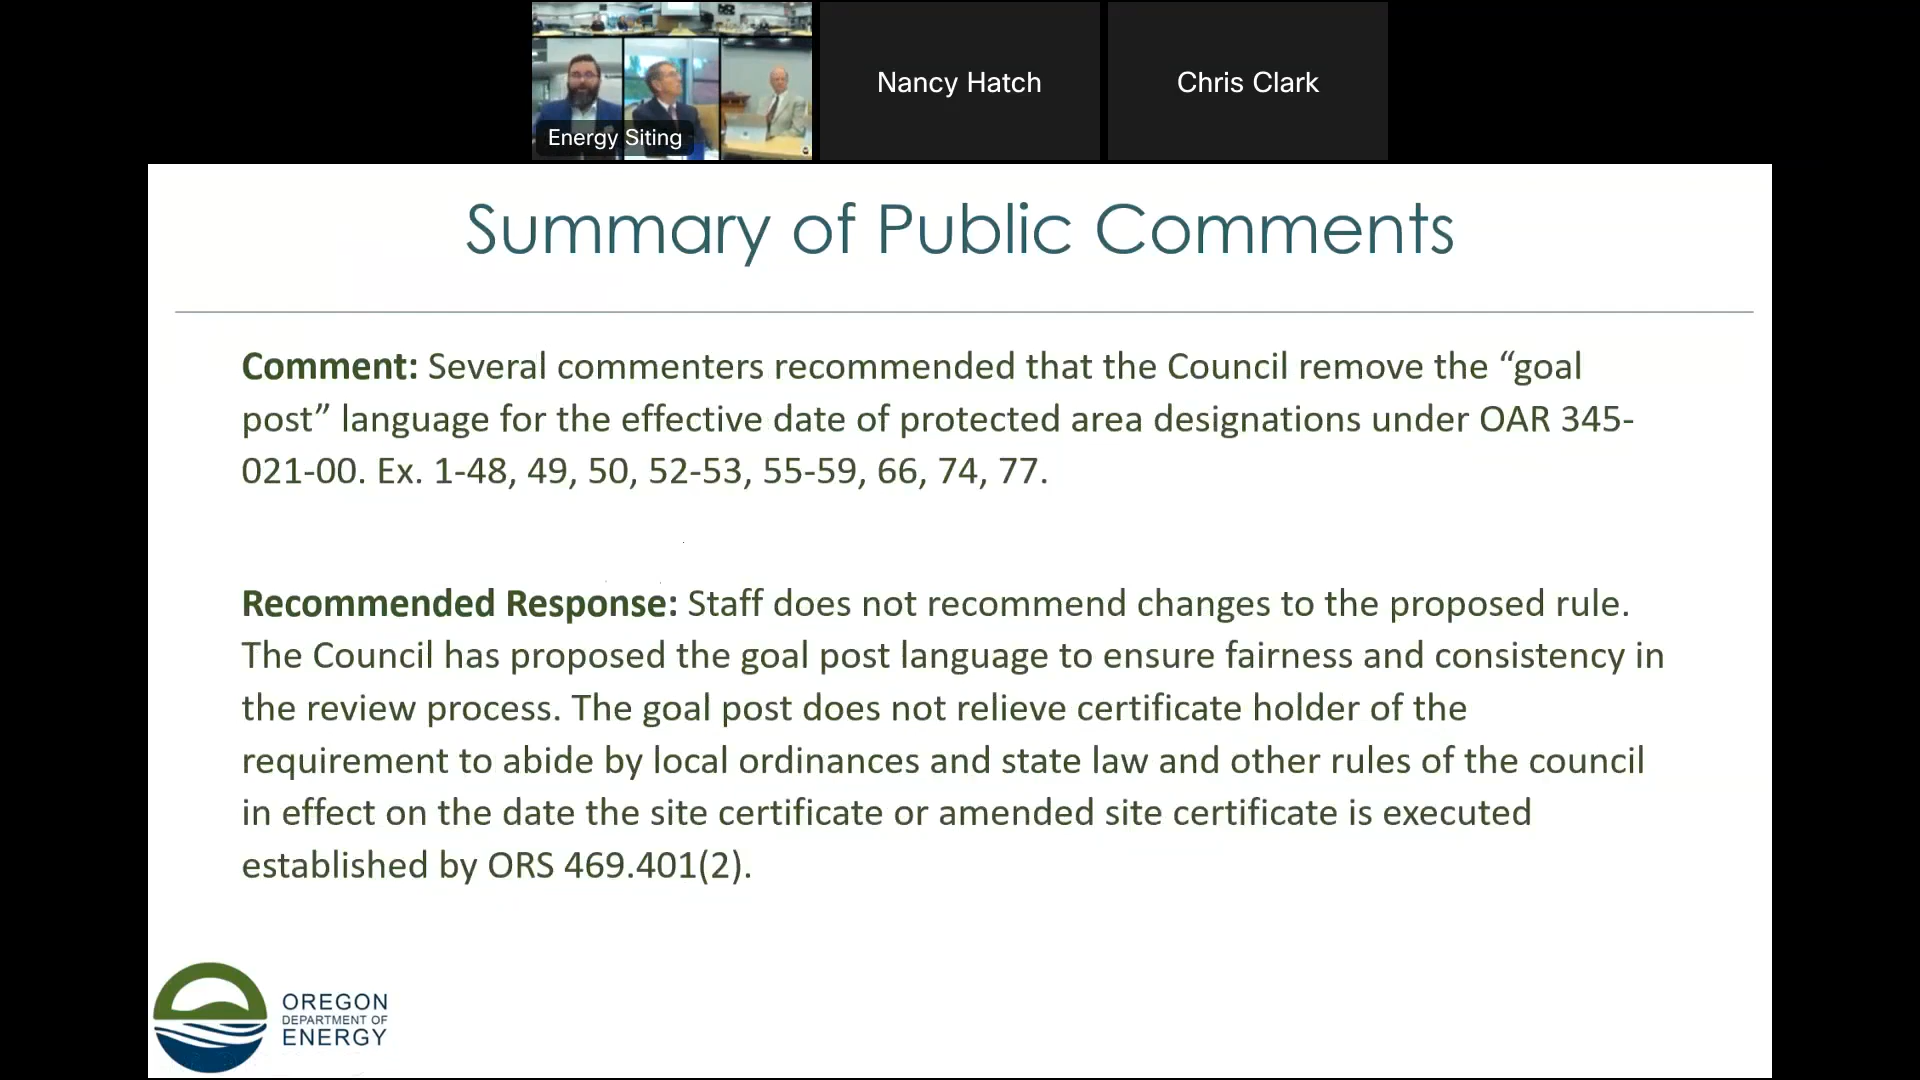 Energy Siting
Nancy Hatch
Chris Clark
Summary of Public Comments
Comment: Several commenters recommended that the Council remove the “goal
post” language for the effective date of protected area designations under OAR 345-
021-00. Ex. 1-48, 49, 50, 52-53, 55-59, 66, 74, 77.
Recommended Response: Staff does not recommend changes to the proposed rule.
The Council has proposed the goal post language to ensure fairness and consistency in
the review process. The goal post does not relieve certificate holder of the
requirement to abide by local ordinances and state law and other rules of the council
in effect on the date the site certificate or amended site certificate is executed
established by ORS 469.401(2).
OREGON
DEPARTMENT OF
ENERGY